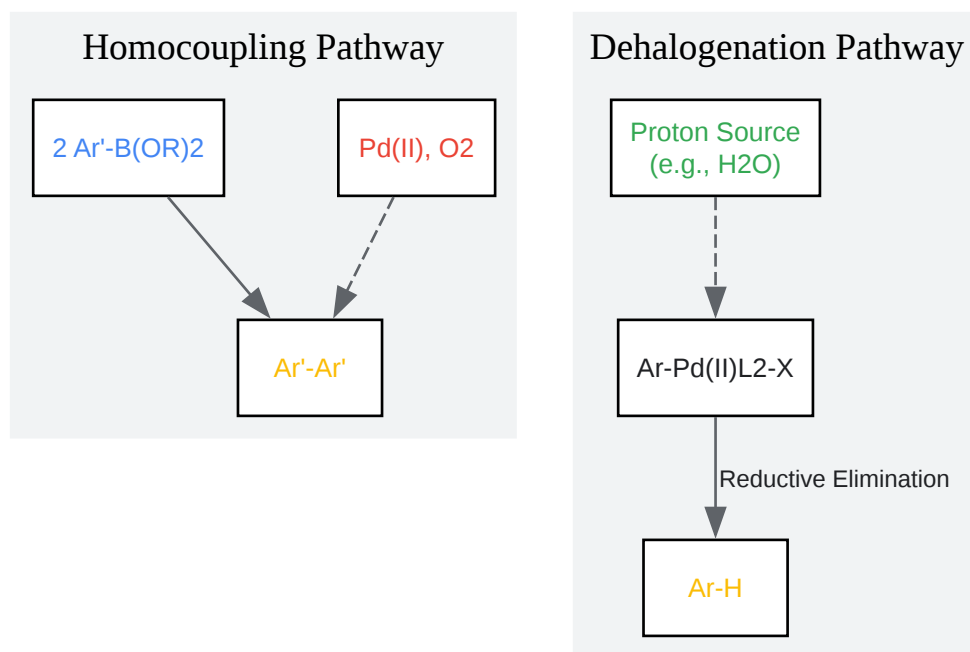 Homocoupling Pathway
2 Ar'-B(OR)2
Pd(II), O2
Ar'-Ar'
Dehalogenation Pathway
Proton Source
(e.g., H2O)
Ar-Pd(II)L2-X
Reductive Elimination
Ar-H